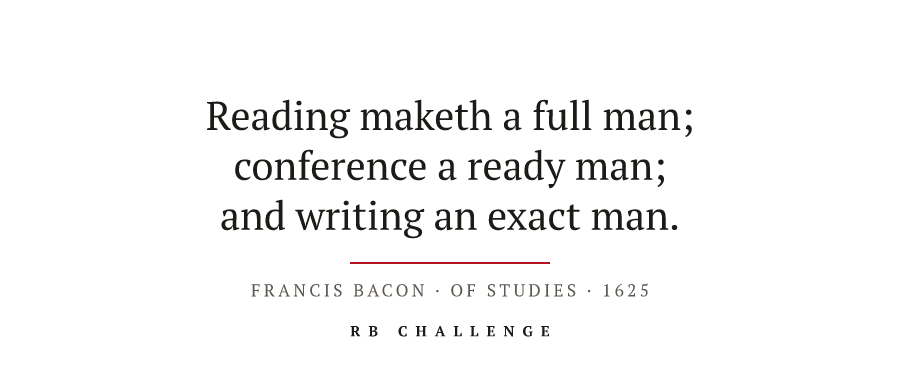 Reading maketh a full man;
conference a ready man;
and writing an exact man.
FRANCIS BACON · OF STUDIES · 1625
RB CHALLENGE